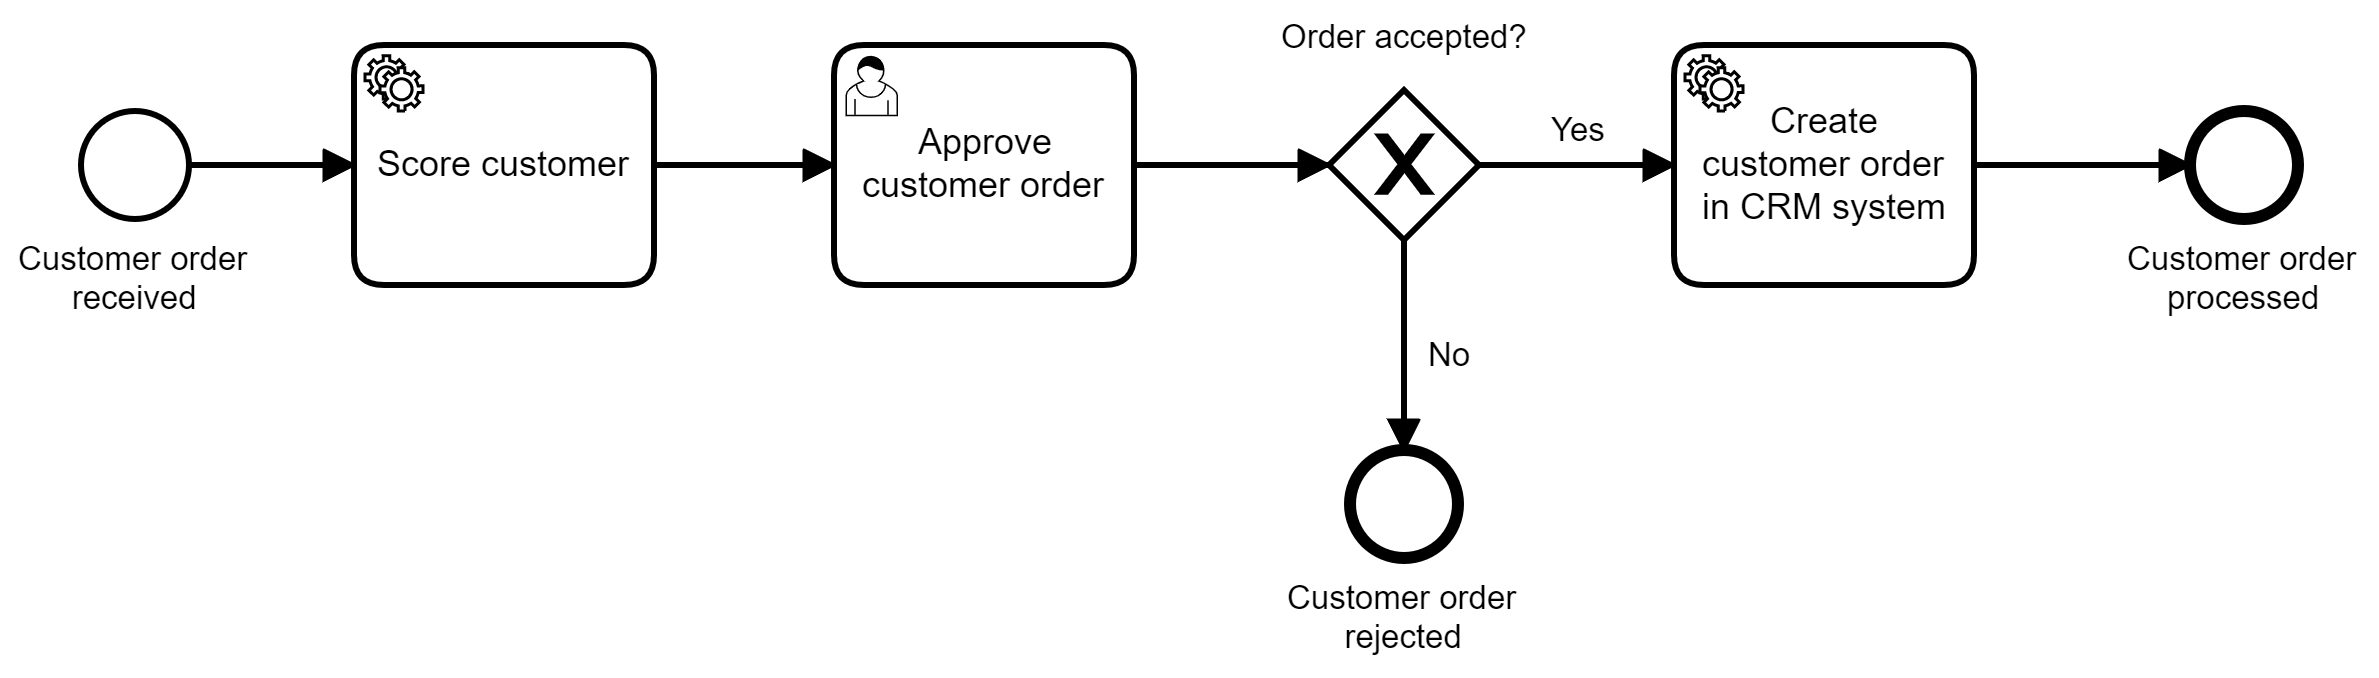 Customer order
received
Score customer
Approve
customer order
Order accepted?
Yes
No
Customer order
rejected
Create
customer order
in CRM system
Customer order
processed